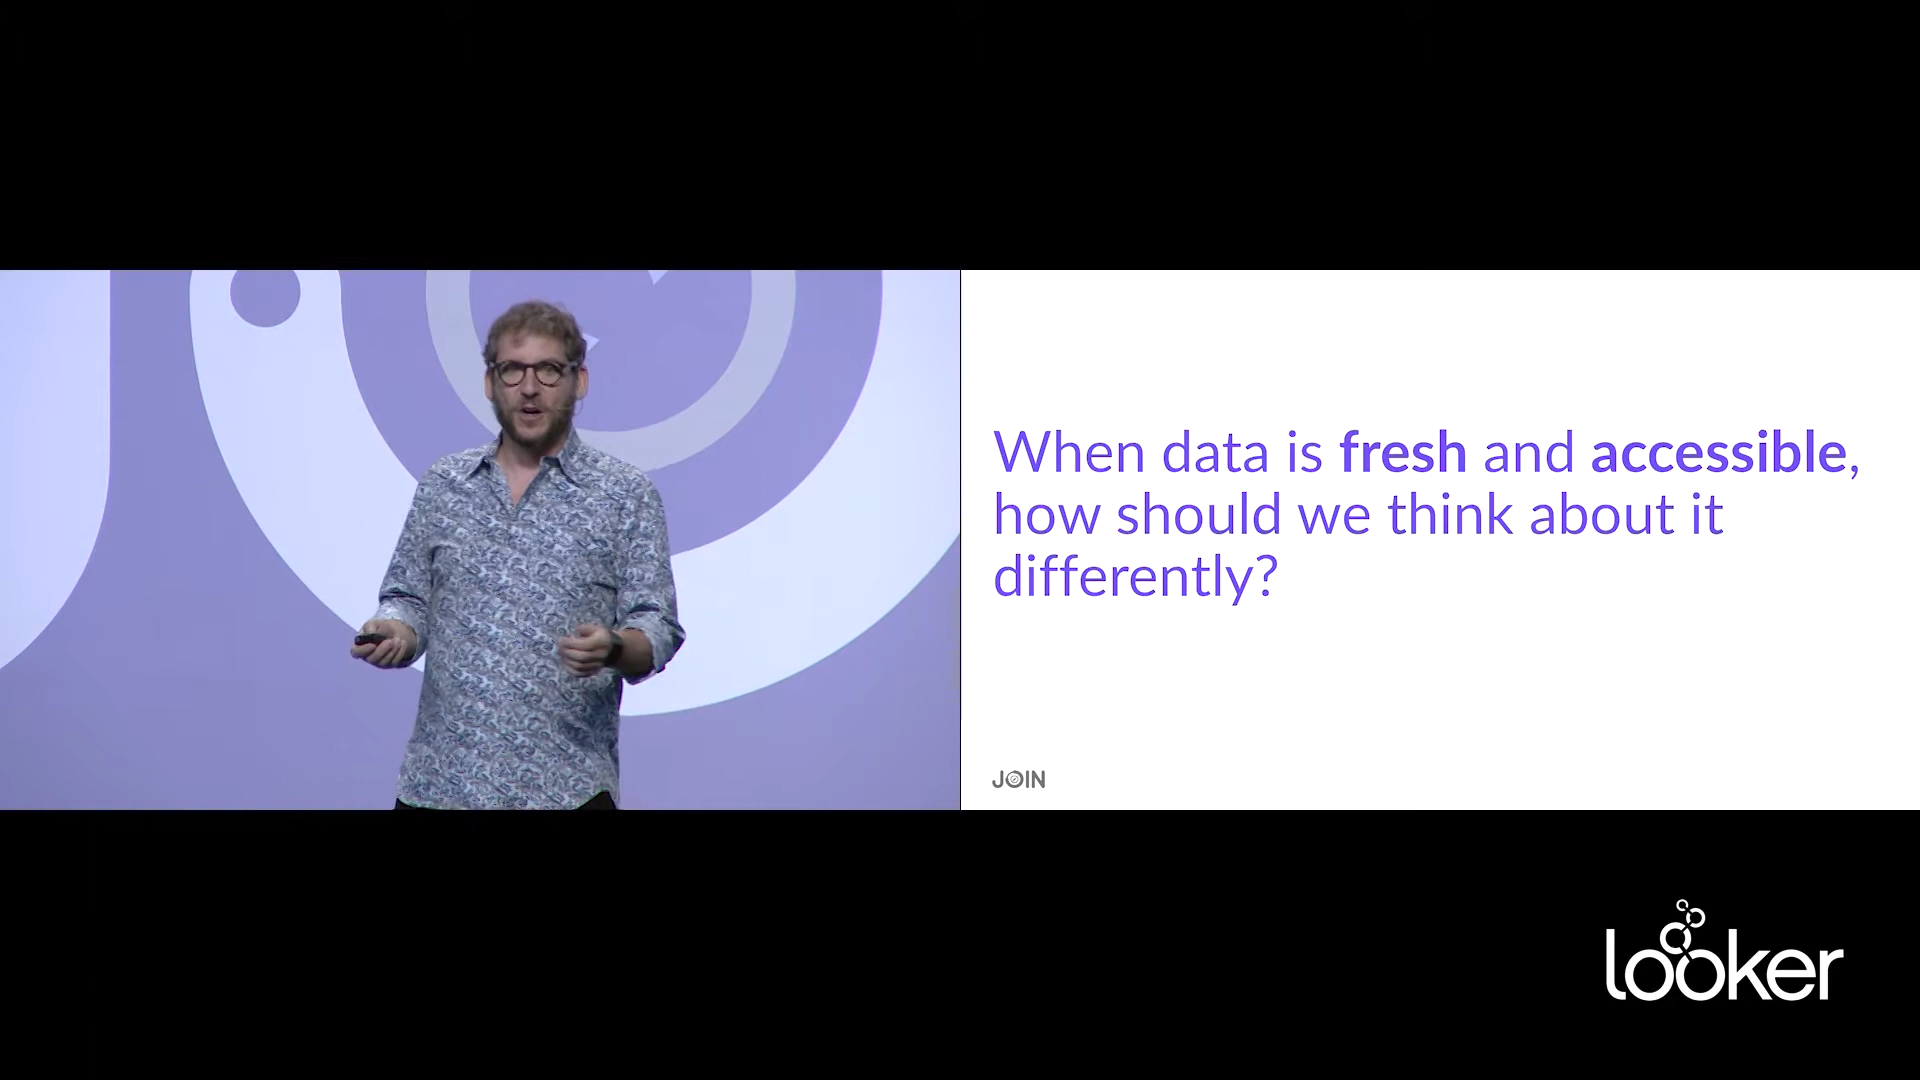 When data is fresh and accessible,
how should we think about it
differently?
JOIN
looker